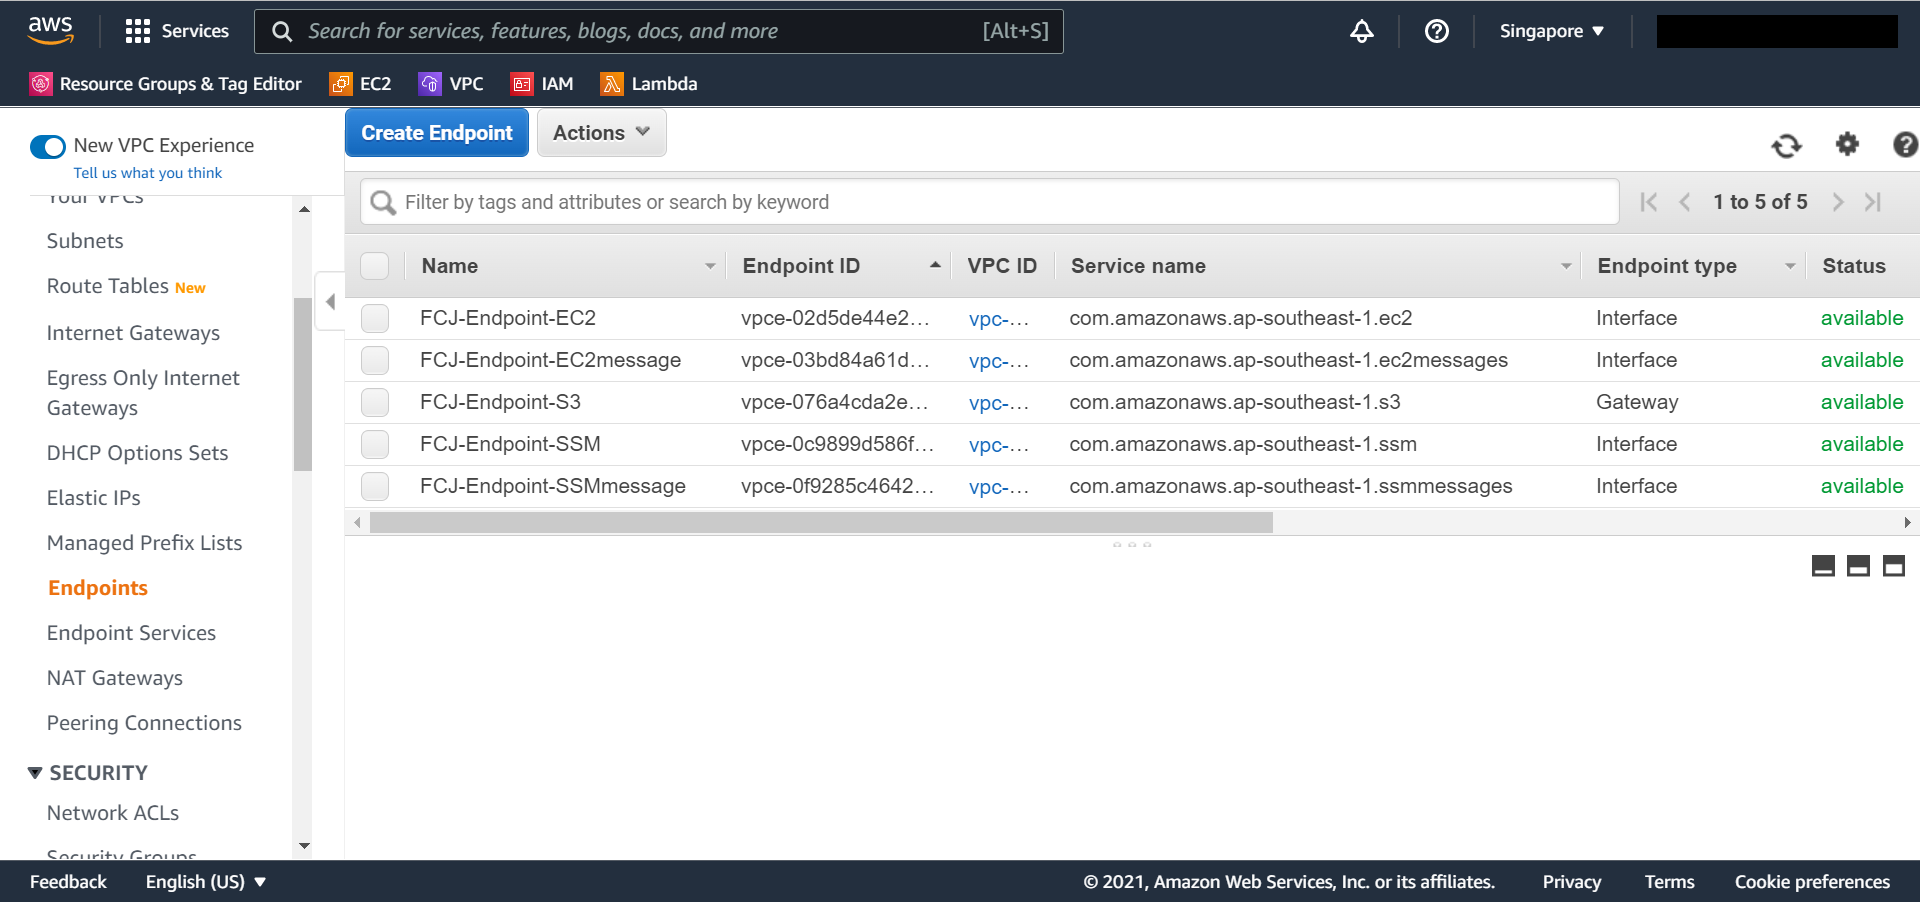 aws
Services
Search for services, features, blogs, docs, and more
[Alt+S]
Singapore
Resource Groups & Tag Editor
EC2
VPC
IAM
Lambda
New VPC Experience
Tell us what you think
Your VPCs
Subnets
Route Tables New
Internet Gateways
Egress Only Internet
Gateways
DHCP Options Sets
Elastic IPs
Managed Prefix Lists
Endpoints
Endpoint Services
NAT Gateways
Peering Connections
SECURITY
Network ACLs
Security Groups
Create Endpoint
Actions
Filter by tags and attributes or search by keyword
1 to 5 of 5
Name Endpoint ID VPC ID Service name Endpoint type Status
FCJ-Endpoint-EC2 vpce-02d5de44e2... vpc-... com.amazonaws.ap-southeast-1.ec2 Interface available
FCJ-Endpoint-EC2message vpce-03bd84a61d... vpc-... com.amazonaws.ap-southeast-1.ec2messages Interface available
FCJ-Endpoint-S3 vpce-076a4cda2e... vpc-... com.amazonaws.ap-southeast-1.s3 Gateway available
FCJ-Endpoint-SSM vpce-0c9899d586f... vpc-... com.amazonaws.ap-southeast-1.ssm Interface available
FCJ-Endpoint-SSMmessage vpce-0f9285c4642... vpc-... com.amazonaws.ap-southeast-1.ssmmessages Interface available
Feedback
English (US)
© 2021, Amazon Web Services, Inc. or its affiliates.
Privacy
Terms
Cookie preferences